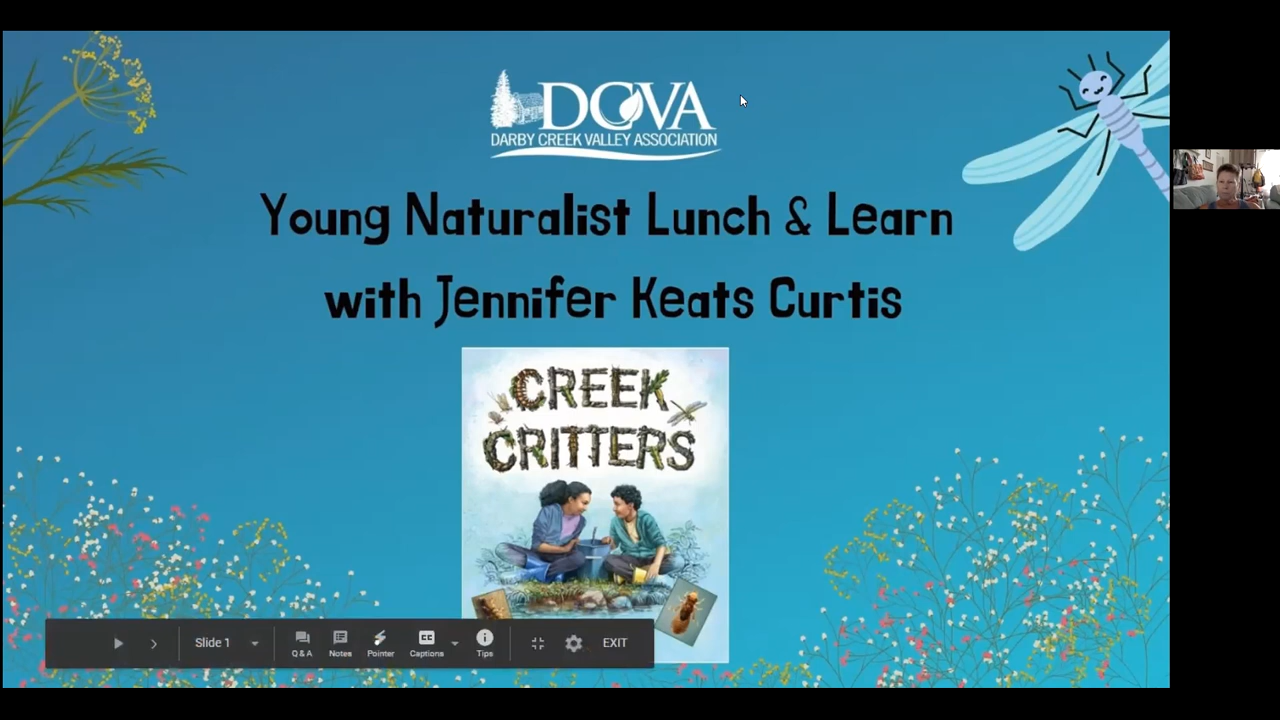 DCVA
DARBY CREEK VALLEY ASSOCIATION
Young Naturalist Lunch & Learn
with Jennifer Keats Curtis
CREEK
CRITTERS
Slide 1
Q & A
Notes
Pointer
CC
Captions
Tips
EXIT